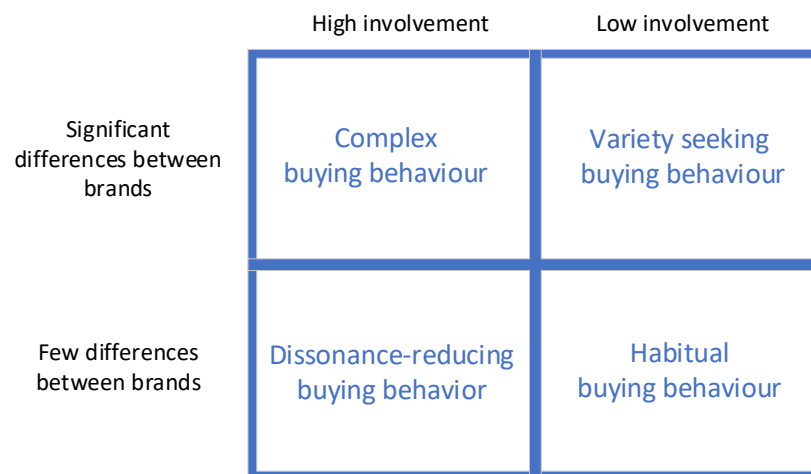 High involvement
Low involvement
Significant
differences between
brands
Complex
buying behaviour
Variety seeking
buying behaviour
Few differences
between brands
Dissonance-reducing
buying behavior
Habitual
buying behaviour